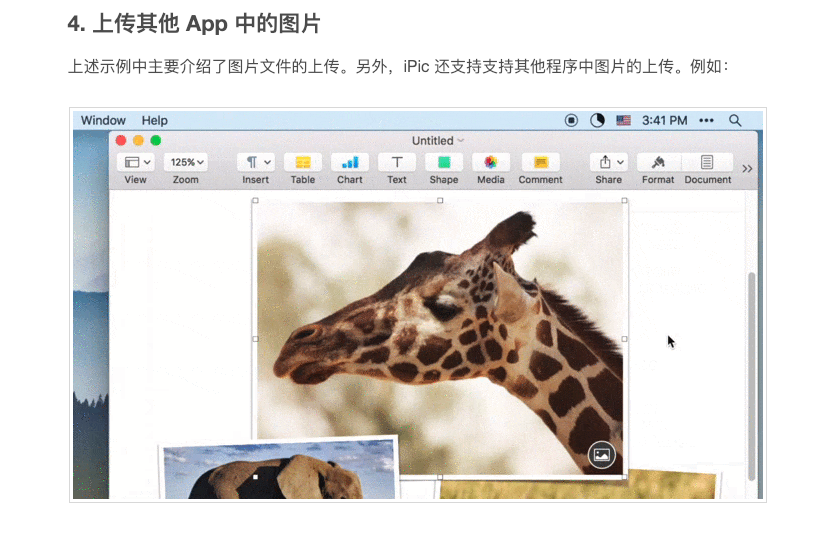 4. 上传其他 App 中的图片
上述示例中主要介绍了图片文件的上传。另外，iPic 还支持支持其他程序中图片的上传。例如：
Window Help 3:41 PM
Untitled
125%
View Zoom Insert Table Chart Text Shape Media Comment Share Format Document